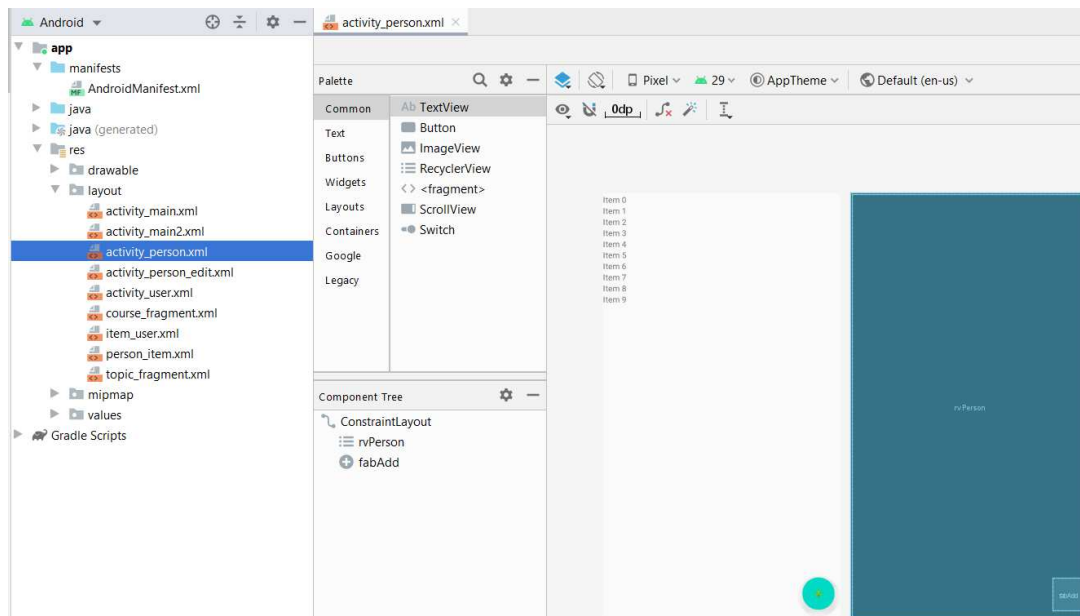 Android
activity_person.xml
app
manifests
MF
AndroidManifest.xml
java
java (generated)
res
drawable
layout
activity_main.xml
activity_main2.xml
activity_person.xml
activity_person_edit.xml
activity_user.xml
course_fragment.xml
item_user.xml
person_item.xml
topic_fragment.xml
mipmap
values
Gradle Scripts
Palette
Common
Text
Buttons
Widgets
Layouts
Containers
Google
Legacy
Ab TextView
Button
ImageView
RecyclerView
<> <fragment>
ScrollView
Switch
Component Tree
ConstraintLayout
rvPerson
fabAdd
Pixel
29
AppTheme
Default (en-us)
0dp
Item 0
Item 1
Item 2
Item 3
Item 4
Item 5
Item 6
Item 7
Item 8
Item 9
rvPerson
fabAdd